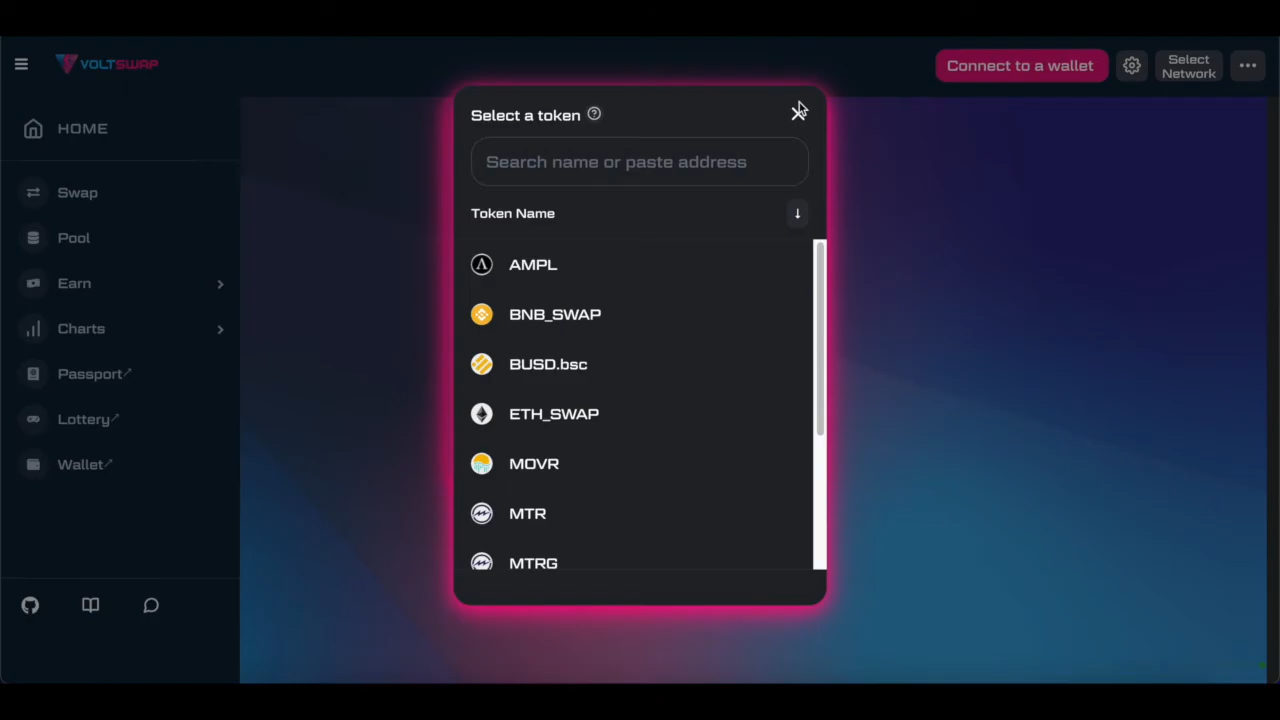 VOLTSWAP
Connect to a wallet
Select
Network
HOME
Swap
Pool
Earn
Charts
Passport↗
Lottery↗
Wallet↗
Select a token
Search name or paste address
Token Name
AMPL
BNB_SWAP
BUSD.bsc
ETH_SWAP
MOVR
MTR
MTRG